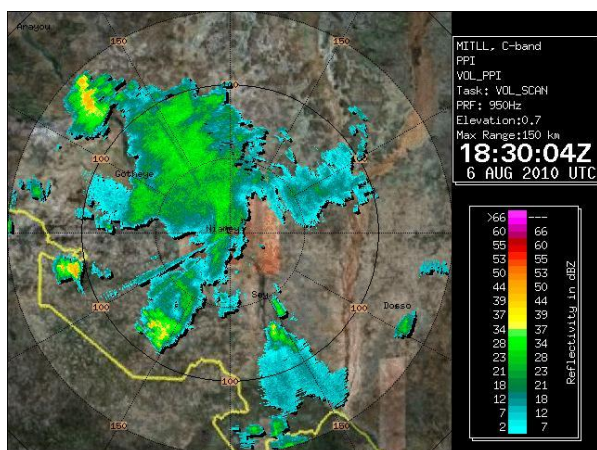 MITLL, C-band
PPI
VOL_PPI
Task: VOL_SCAN
PRF: 950Hz
Elevation:0,7
Max Range:150 km
18:30:04Z
6 AUG 2010 UTC
150
150
100
100
Gotheye
Niamey
Say
Dosso
100
100
100
150
150
>66 ---
60 66
55 60
53 55
50 53
44 50
39 44
37 39
34 37
28 34
23 28
21 23
18 21
12 18
7 12
2 7
Reflectivity in dBZ